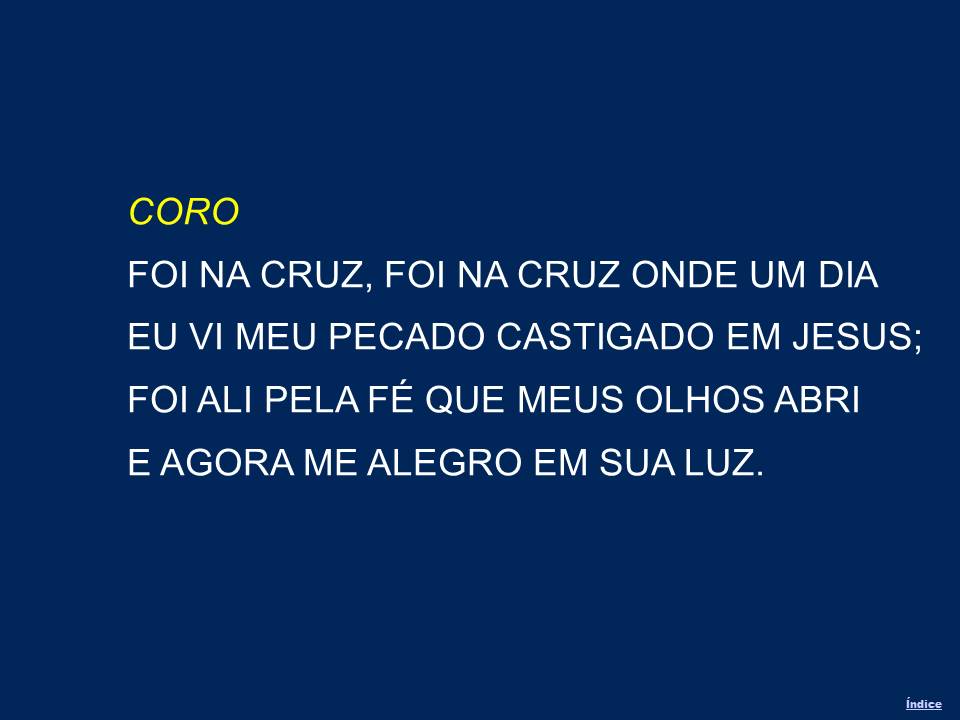 CORO
FOI NA CRUZ, FOI NA CRUZ ONDE UM DIA
EU VI MEU PECADO CASTIGADO EM JESUS;
FOI ALI PELA FÉ QUE MEUS OLHOS ABRI
E AGORA ME ALEGRO EM SUA LUZ.
Índice